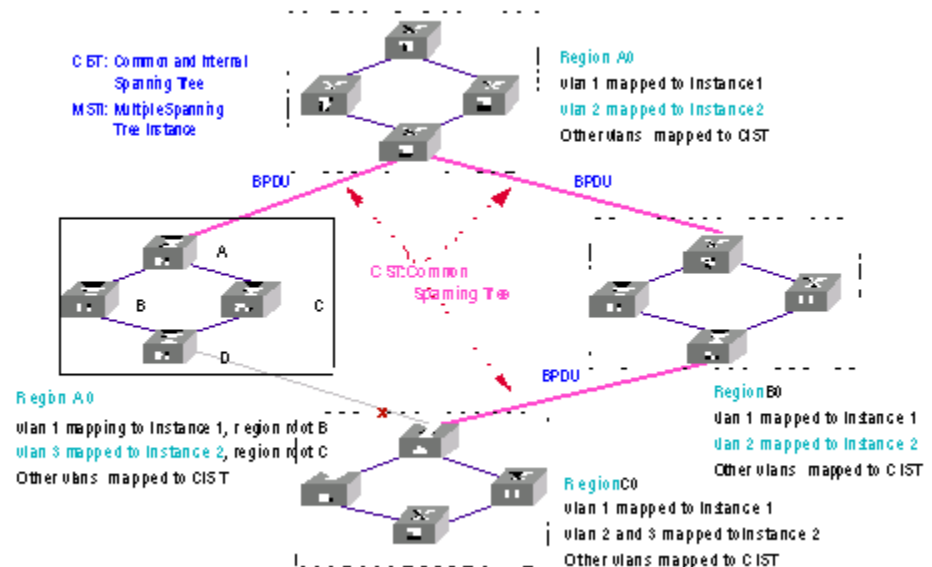 CIST: Common and Internal
Spanning Tree
MSTI: Multiple Spanning
Tree Instance
Region A0
vlan 1 mapped to Instance 1
vlan 2 mapped to Instance 2
Other vlans mapped to CIST
BPDU
BPDU
A
B
C
D
CST:Common
Spanning Tree
BPDU
Region A0
vlan 1 mapping to Instance 1, region root B
vlan 3 mapped to Instance 2, region root C
Other vlans mapped to CIST
Region B0
vlan 1 mapped to Instance 1
vlan 2 mapped to Instance 2
Other vlans mapped to CIST
Region C0
vlan 1 mapped to Instance 1
vlan 2 and 3 mapped to Instance 2
Other vlans mapped to CIST